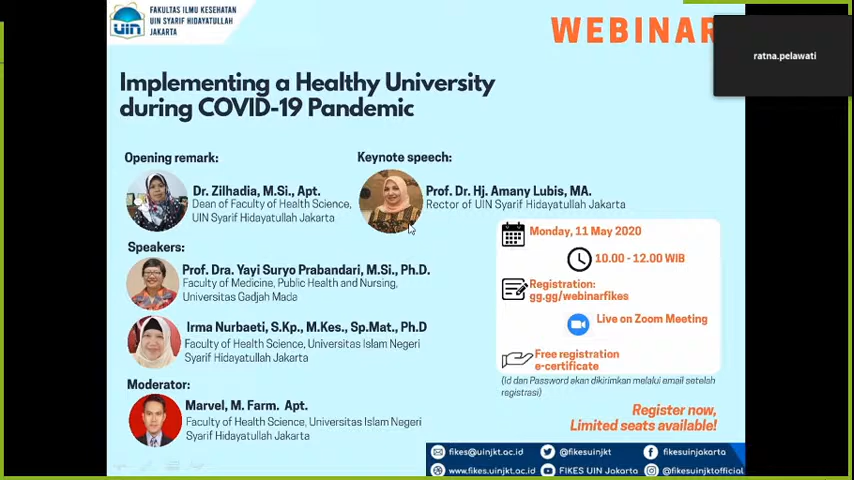 FAKULTAS ILMU KESEHATAN
UIN SYARIF HIDAYATULLAH
JAKARTA
UIN
WEBINAR
ratna.pelawati
Implementing a Healthy University
during COVID-19 Pandemic
Opening remark:
Dr. Zilhadia, M.Si., Apt.
Dean of Faculty of Health Science,
UIN Syarif Hidayatullah Jakarta
Keynote speech:
Prof. Dr. Hj. Amany Lubis, MA.
Rector of UIN Syarif Hidayatullah Jakarta
Speakers:
Prof. Dra. Yayi Suryo Prabandari, M.Si., Ph.D.
Faculty of Medicine, Public Health and Nursing,
Universitas Gadjah Mada
Irma Nurbaeti, S.Kp., M.Kes., Sp.Mat., Ph.D
Faculty of Health Science, Universitas Islam Negeri
Syarif Hidayatullah Jakarta
Moderator:
Marvel, M. Farm. Apt.
Faculty of Health Science, Universitas Islam Negeri
Syarif Hidayatullah Jakarta
Monday, 11 May 2020
10.00 - 12.00 WIB
Registration:
gg.gg/webinarfikes
Live on Zoom Meeting
Free registration
e-certificate
(Id dan Password akan dikirimkan melalui email setelah
registrasi)
Register now,
Limited seats available!
fikes@uinjkt.ac.id
@fikesuinjkt
fikesuinjakarta
www.fikes.uinjkt.ac.id
FIKES UIN Jakarta
@fikesuinjktofficial